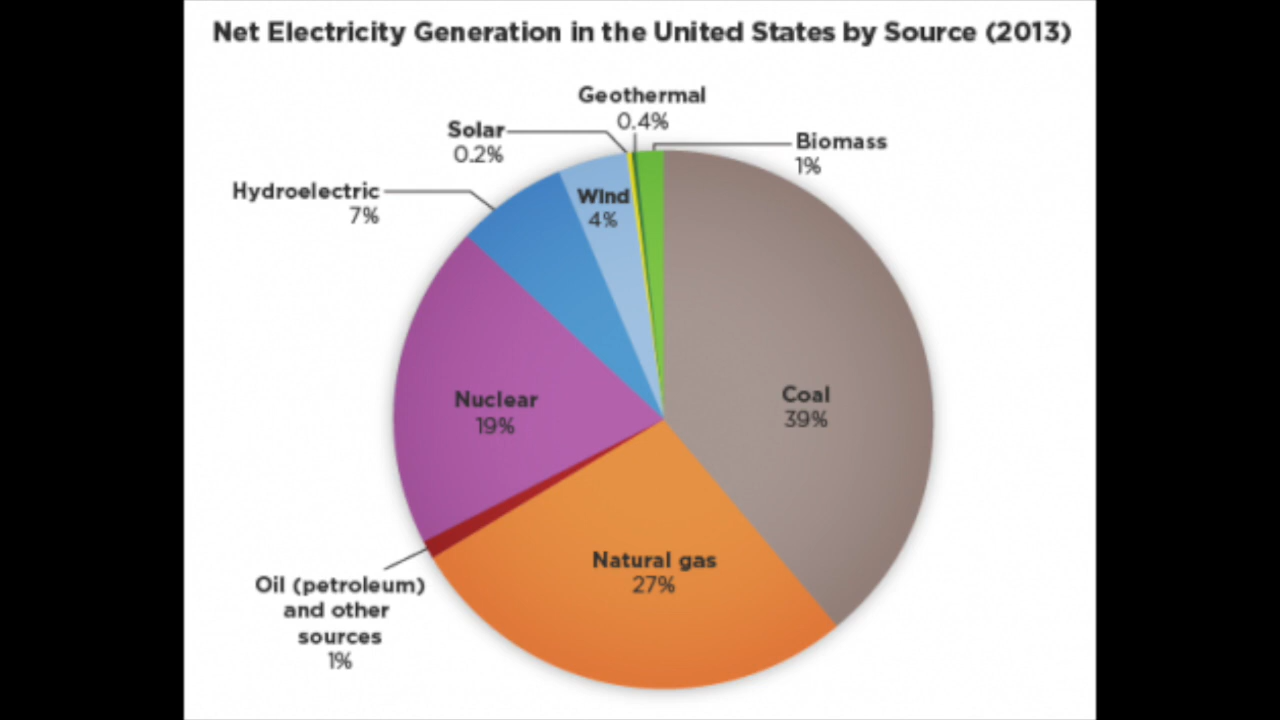 Net Electricity Generation in the United States by Source (2013)
Geothermal
0.4%
Solar
0.2%
Biomass
1%
Hydroelectric
7%
Wind
4%
Coal
39%
Nuclear
19%
Natural gas
27%
Oil (petroleum)
and other
sources
1%